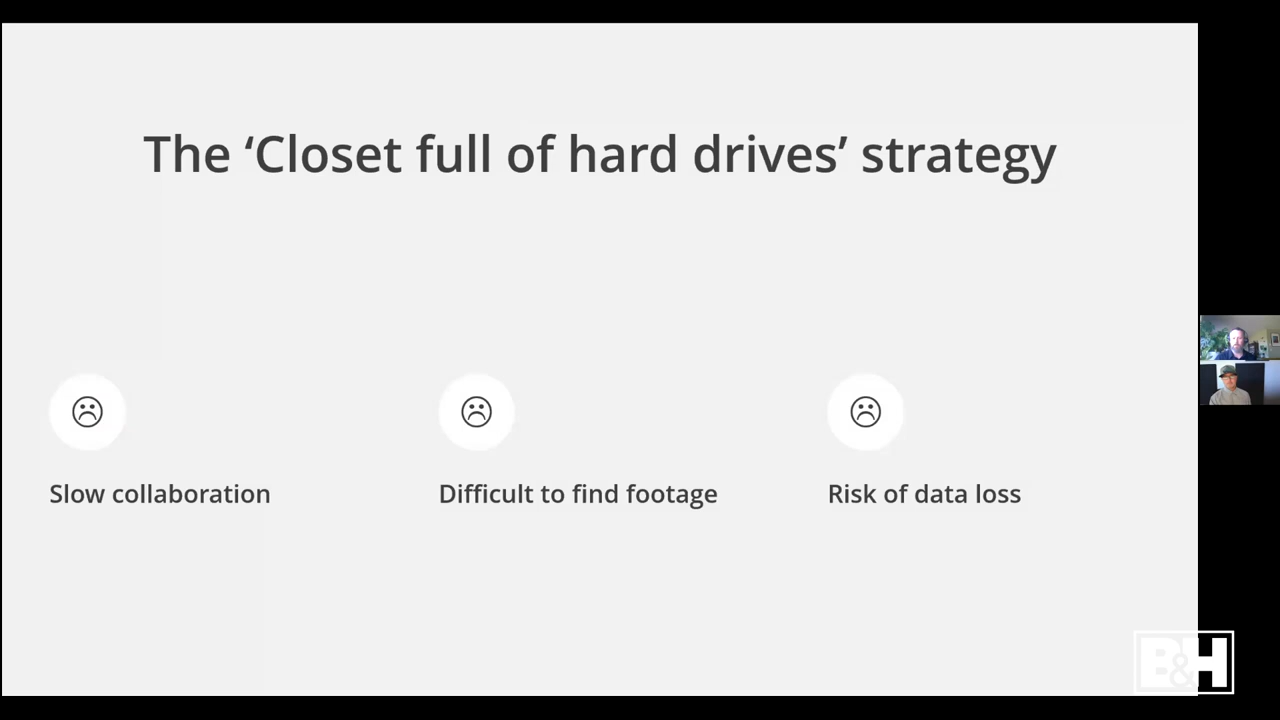 The ‘Closet full of hard drives’ strategy
Slow collaboration
Difficult to find footage
Risk of data loss
B&H